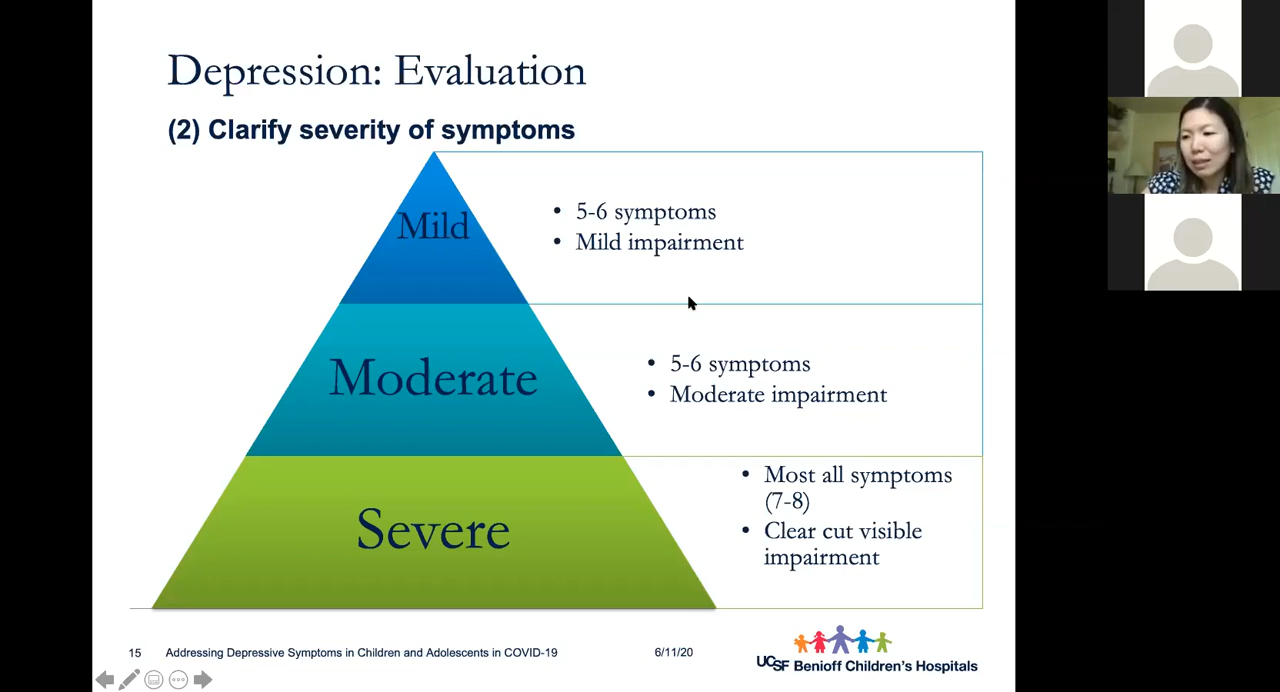 Depression: Evaluation
(2) Clarify severity of symptoms
Mild
• 5-6 symptoms
• Mild impairment
Moderate
• 5-6 symptoms
• Moderate impairment
Severe
• Most all symptoms
(7-8)
• Clear cut visible
impairment
15 Addressing Depressive Symptoms in Children and Adolescents in COVID-19 6/11/20
UCSF Benioff Children's Hospitals